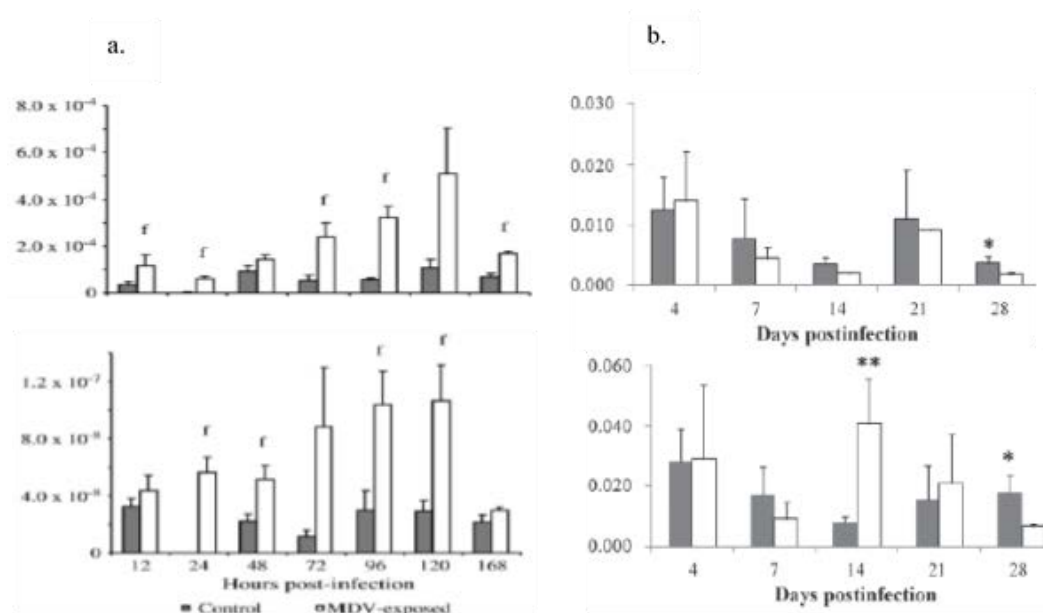 a.
8.0 x 10⁻⁴
6.0 x 10⁻⁴
4.0 x 10⁻⁴
2.0 x 10⁻⁴
0
f f f f f
1.2 x 10⁻⁷
8.0 x 10⁻⁸
4.0 x 10⁻⁸
0
f f f f
12 24 48 72 96 120 168
Hours post-infection
Control MDV-exposed
b.
0.030
0.020
0.010
0.000
*
4 7 14 21 28
Days postinfection
0.060
0.040
0.020
0.000
** *
4 7 14 21 28
Days postinfection